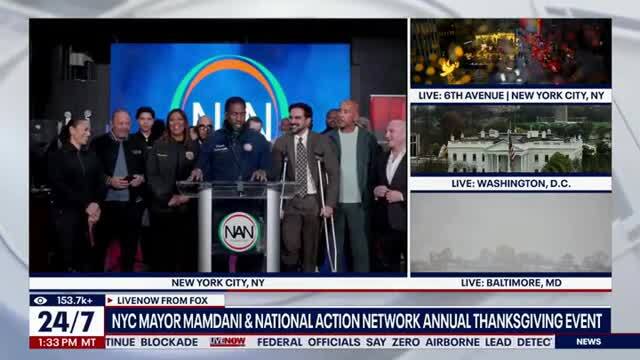 NAN
NAN
LIVE: 6TH AVENUE | NEW YORK CITY, NY
LIVE: WASHINGTON, D.C.
NEW YORK CITY, NY
LIVE: BALTIMORE, MD
153.7k+
LIVENOW FROM FOX
24/7
NYC MAYOR MAMDANI & NATIONAL ACTION NETWORK ANNUAL THANKSGIVING EVENT
1:33 PM MT
TINUE BLOCKADE LIVENOW FEDERAL OFFICIALS SAY ZERO AIRBORNE LEAD DETEC
NEWS